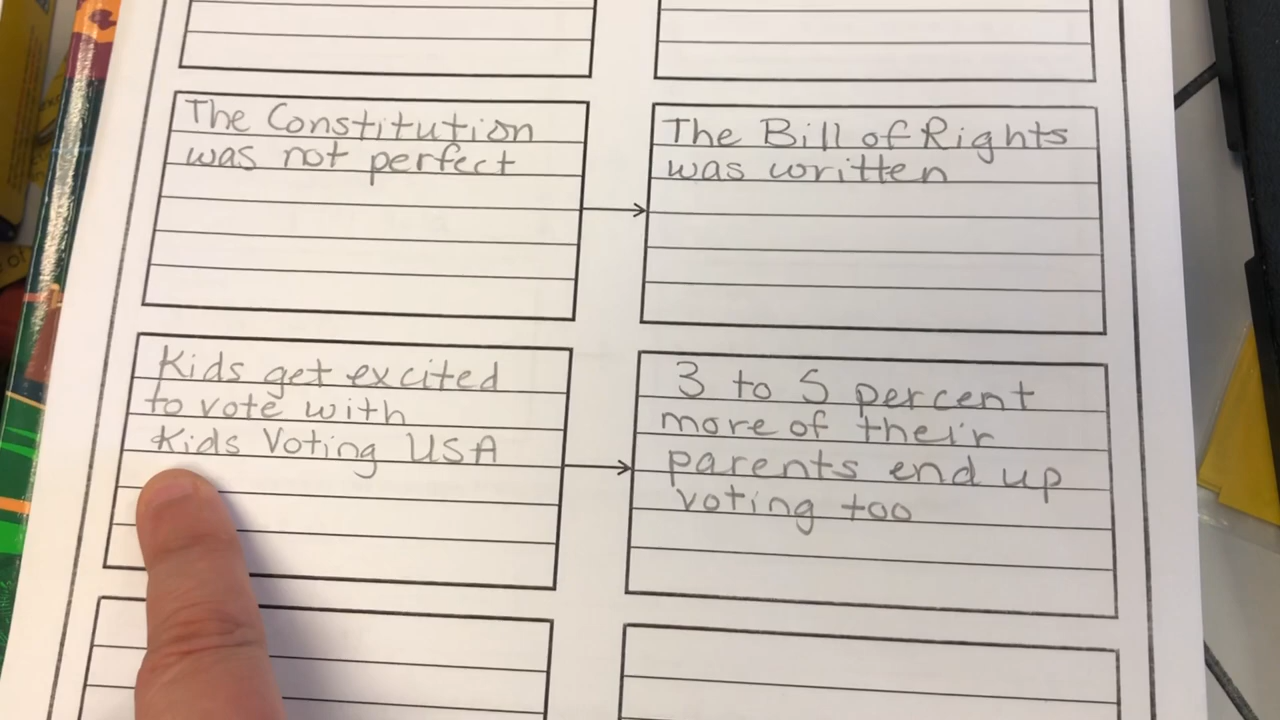 The Constitution
was not perfect
The Bill of Rights
was written
Kids get excited
to vote with
Kids Voting USA
3 to 5 percent
more of their
parents end up
voting too